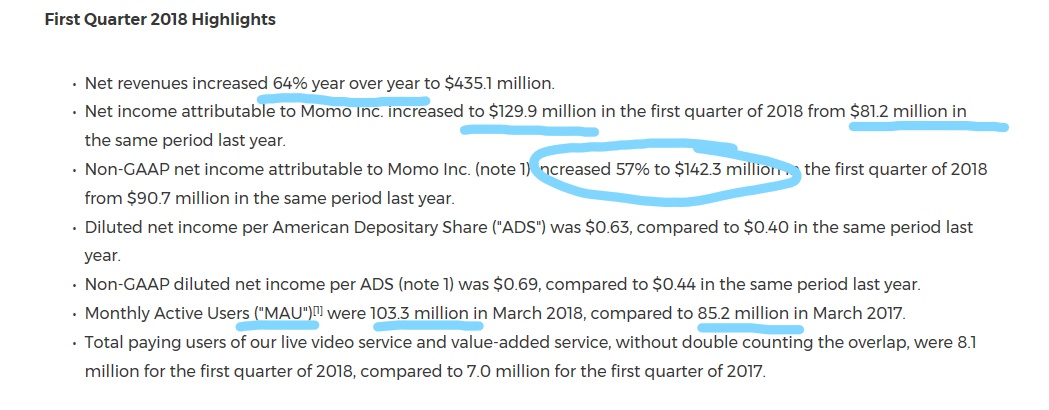 First Quarter 2018 Highlights
• Net revenues increased 64% year over year to $435.1 million.
• Net income attributable to Momo Inc. increased to $129.9 million in the first quarter of 2018 from $81.2 million in
the same period last year.
• Non-GAAP net income attributable to Momo Inc. (note 1) increased 57% to $142.3 million in the first quarter of 2018
from $90.7 million in the same period last year.
• Diluted net income per American Depositary Share ("ADS") was $0.63, compared to $0.40 in the same period last
year.
• Non-GAAP diluted net income per ADS (note 1) was $0.69, compared to $0.44 in the same period last year.
• Monthly Active Users ("MAU")[1] were 103.3 million in March 2018, compared to 85.2 million in March 2017.
• Total paying users of our live video service and value-added service, without double counting the overlap, were 8.1
million for the first quarter of 2018, compared to 7.0 million for the first quarter of 2017.